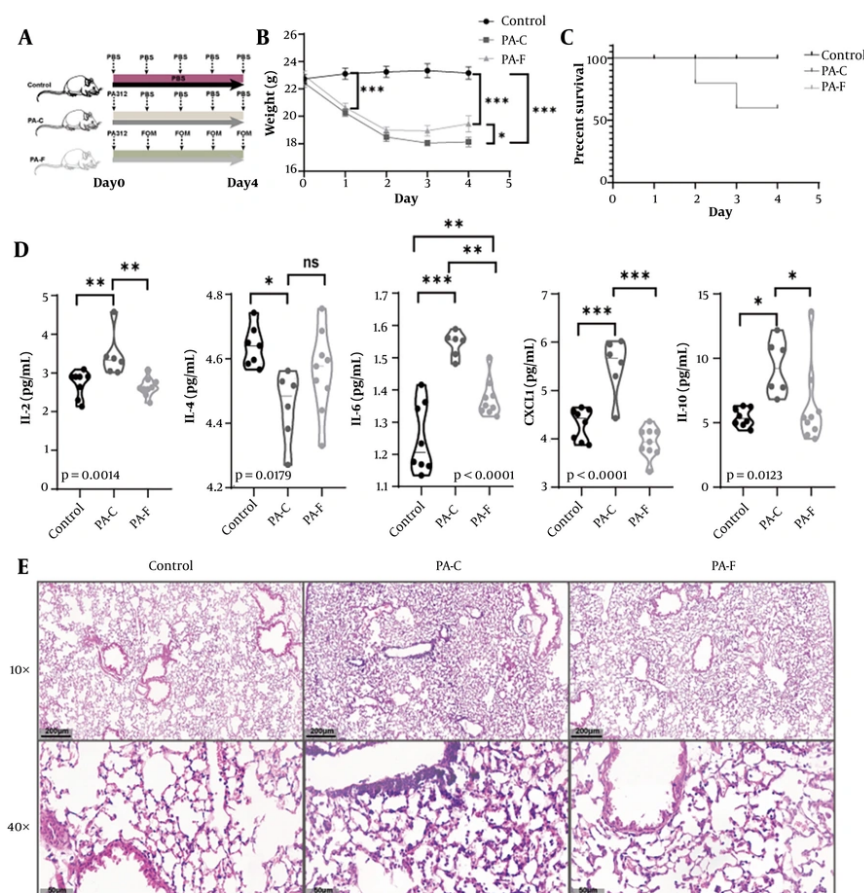 A
PBS PBS PBS PBS PBS
Control
PBS
PA312 PBS PBS PBS PBS
PA-C
PA312 FOM FOM FOM FOM
PA-F
Day0 Day4
B
Control
PA-C
PA-F
Weight (g)
26
24
22
20
18
16
***
***
*
***
0 1 2 3 4 5
Day
C
Control
PA-C
PA-F
Precent survival
100
50
0
0 1 2 3 4 5
Day
D
IL-2 (pg/mL)
5
4
3
2
1
0
** **
p = 0.0014
Control PA-C PA-F
IL-4 (pg/mL)
4.8
4.6
4.4
4.2
* ns
p = 0.0179
Control PA-C PA-F
IL-6 (pg/mL)
1.7
1.6
1.5
1.4
1.3
1.2
1.1
**
**
***
p < 0.0001
Control PA-C PA-F
CXCL1 (pg/mL)
7
6
5
4
3
*** ***
p < 0.0001
Control PA-C PA-F
IL-10 (pg/mL)
15
10
5
0
* *
p = 0.0123
Control PA-C PA-F
E
Control PA-C PA-F
10×
200μm 200μm 200μm
40×
50μm 50μm 50μm